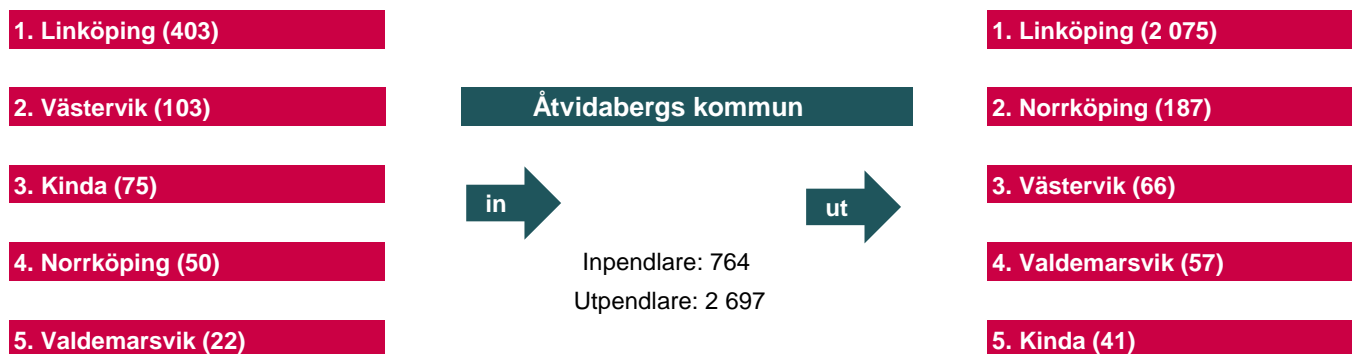 1. Linköping (403)
2. Västervik (103)
3. Kinda (75)
4. Norrköping (50)
5. Valdemarsvik (22)
Åtvidabergs kommun
in
ut
Inpendlare: 764
Utpendlare: 2 697
1. Linköping (2 075)
2. Norrköping (187)
3. Västervik (66)
4. Valdemarsvik (57)
5. Kinda (41)